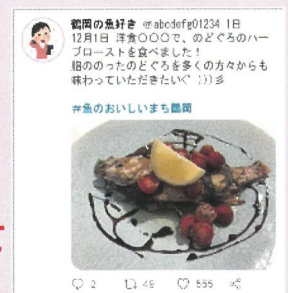 鶴岡の魚好き @abcdefg01234 1日
12月1日 洋食〇〇〇で、のどぐろのハー
ブローストを食べました！
脂ののったのどぐろを多くの方々からも
味わっていただきたいく゚ )))彡
#魚のおいしいまち鶴岡
2 49 555